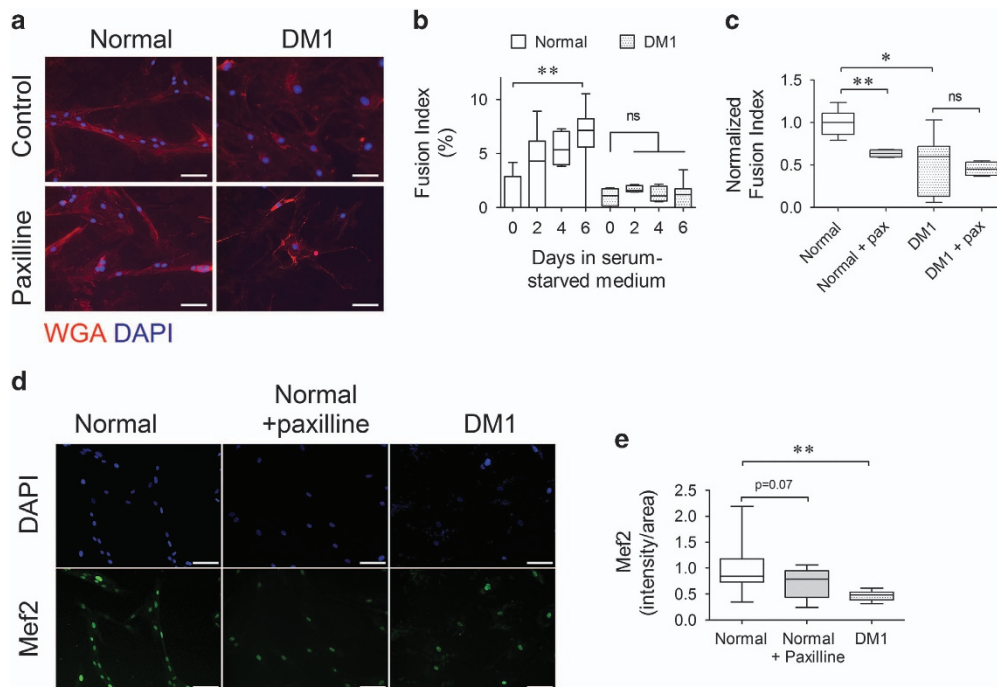 a
Normal
DM1
Control
Paxilline
WGA DAPI
b
Normal
DM1
**
ns
Fusion Index
(%)
10
5
0
0 2 4 6 0 2 4 6
Days in serum-
starved medium
c
*
**
ns
Normalized
Fusion Index
1.5
1.0
0.5
0.0
Normal
Normal + pax
DM1
DM1 + pax
d
Normal
Normal
+paxilline
DM1
DAPI
Mef2
e
**
p=0.07
Mef2
(intensity/area)
2.5
2.0
1.5
1.0
0.5
0.0
Normal
Normal
+ Paxilline
DM1